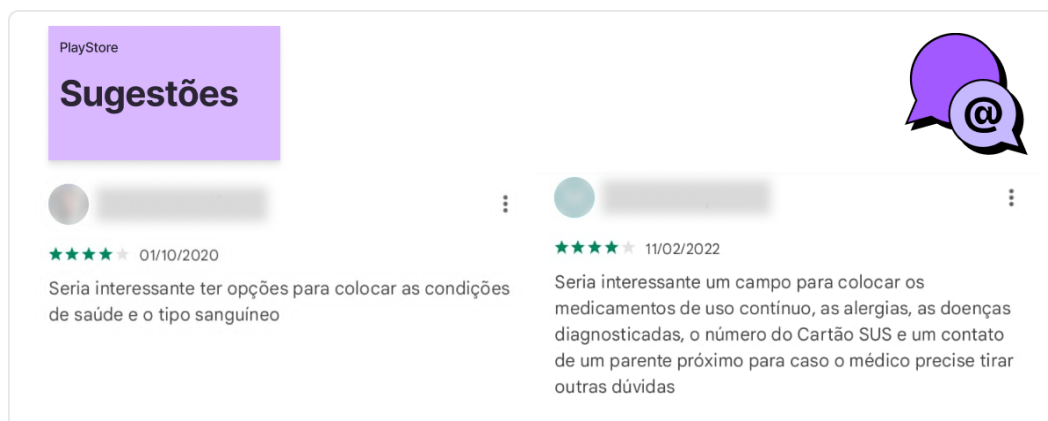 PlayStore
Sugestões
@
01/10/2020
Seria interessante ter opções para colocar as condições
de saúde e o tipo sanguíneo
11/02/2022
Seria interessante um campo para colocar os
medicamentos de uso contínuo, as alergias, as doenças
diagnosticadas, o número do Cartão SUS e um contato
de um parente próximo para caso o médico precise tirar
outras dúvidas